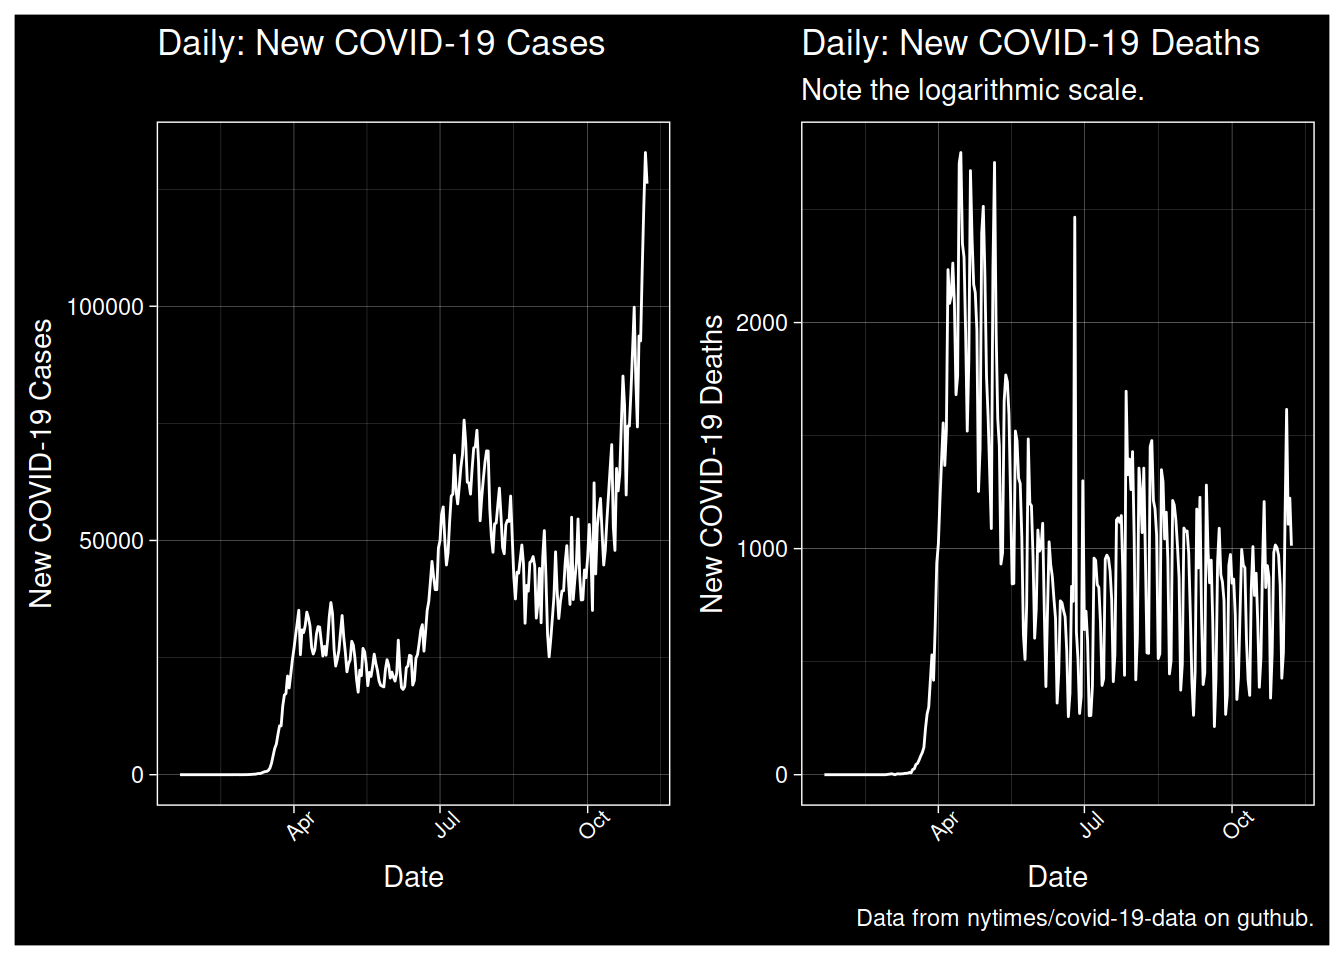 Daily: New COVID-19 Cases
New COVID-19 Cases
100000
50000
0
Apr
Jul
Oct
Date
Daily: New COVID-19 Deaths
Note the logarithmic scale.
New COVID-19 Deaths
2000
1000
0
Apr
Jul
Oct
Date
Data from nytimes/covid-19-data on guthub.